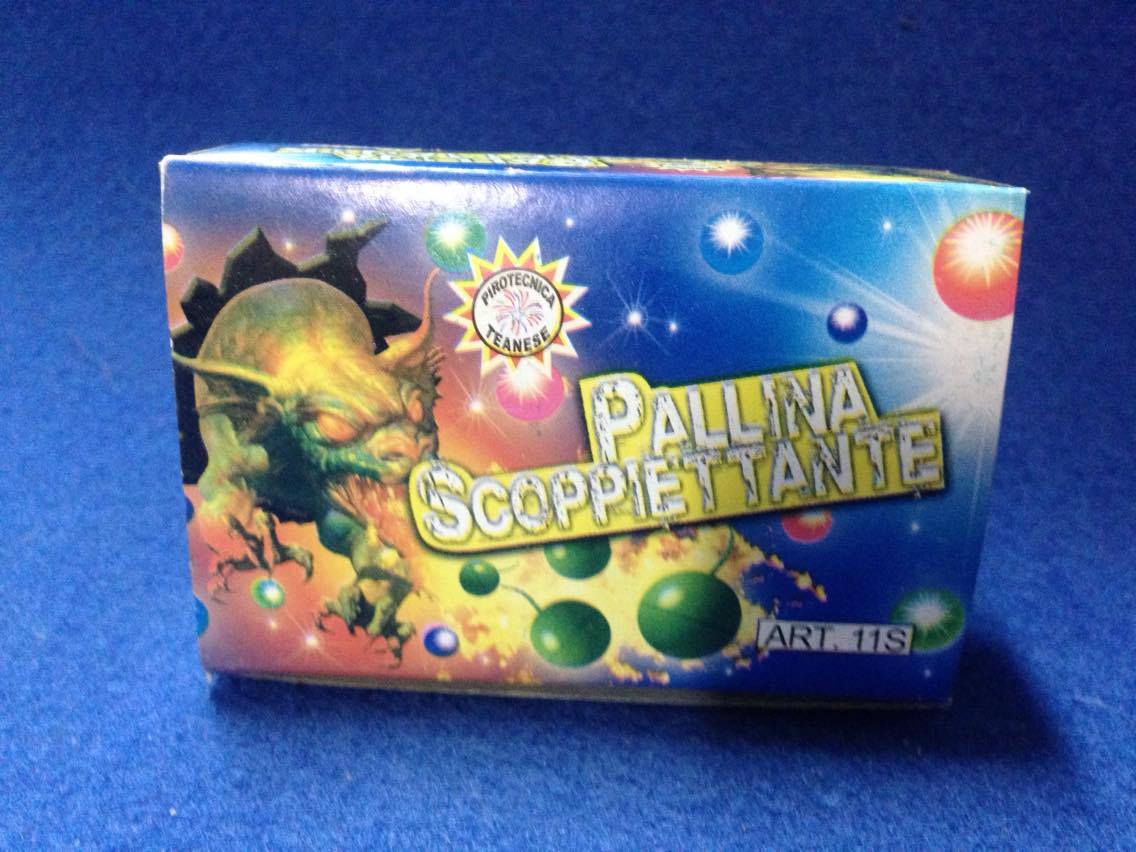 PIROTECNICA
TEANESE
PALLINA
SCOPPIETTANTE
ART. 11S